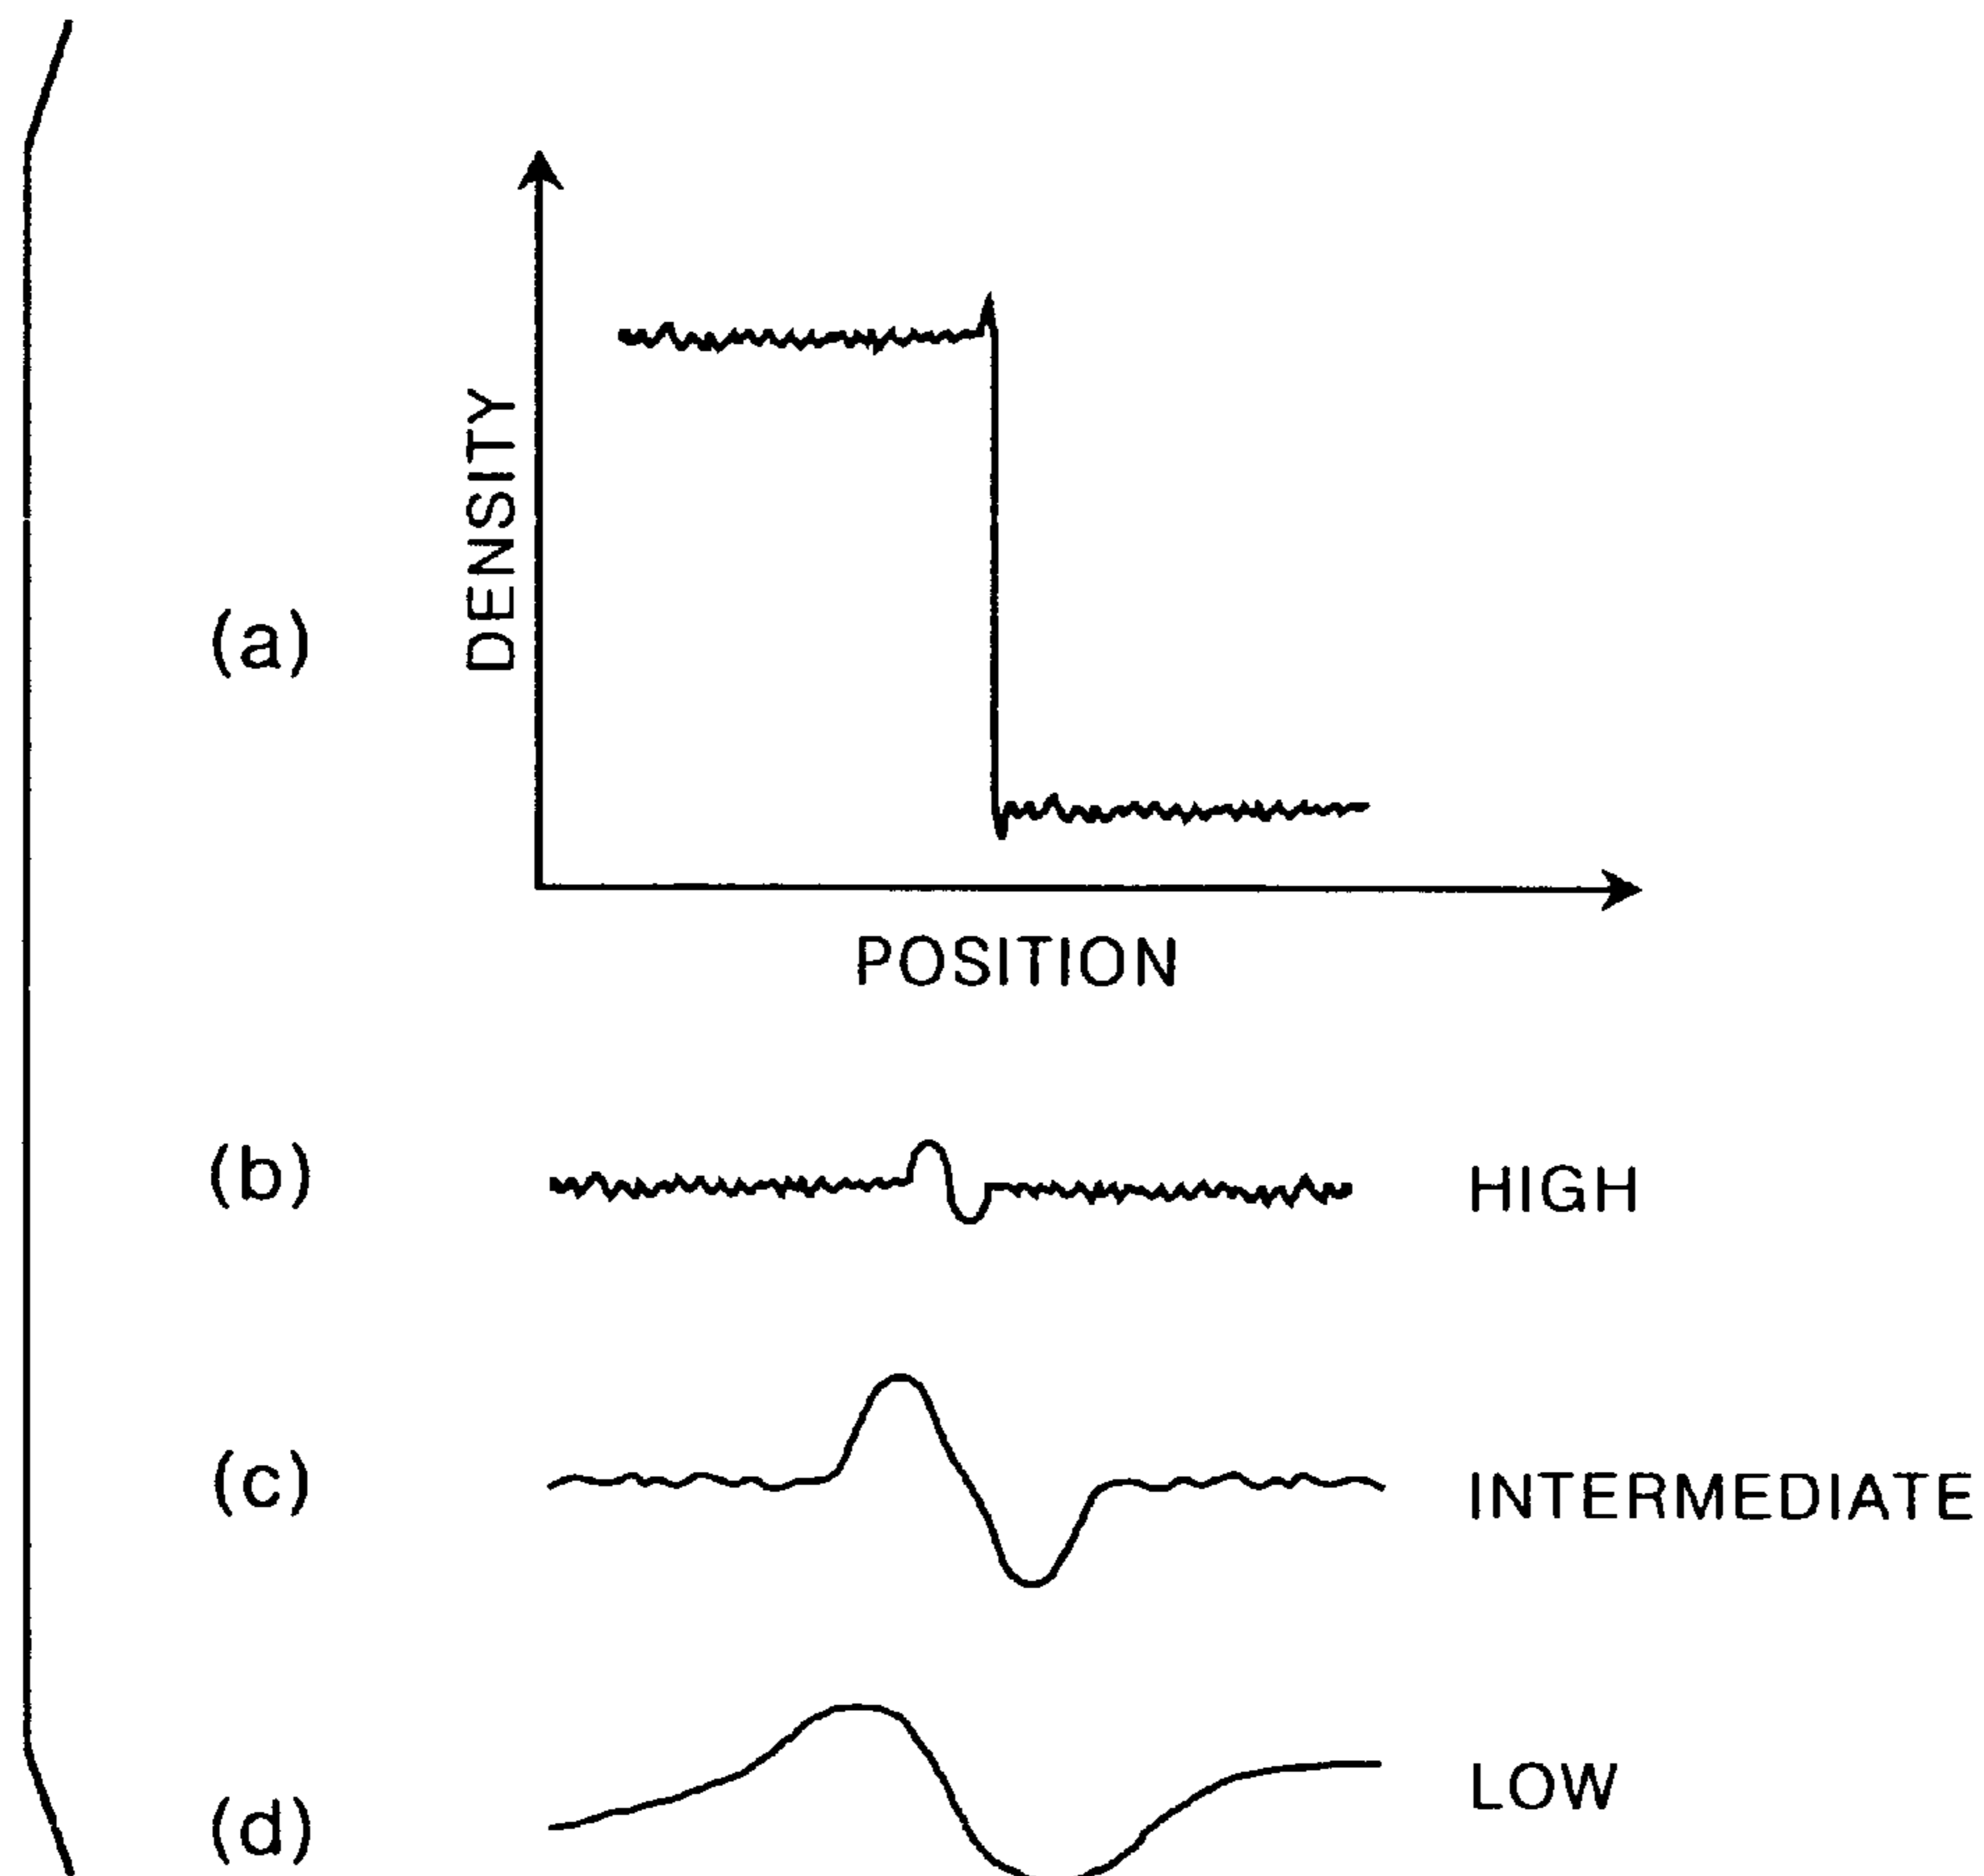 (a)
DENSITY
POSITION
(b)
HIGH
(c)
INTERMEDIATE
(d)
LOW